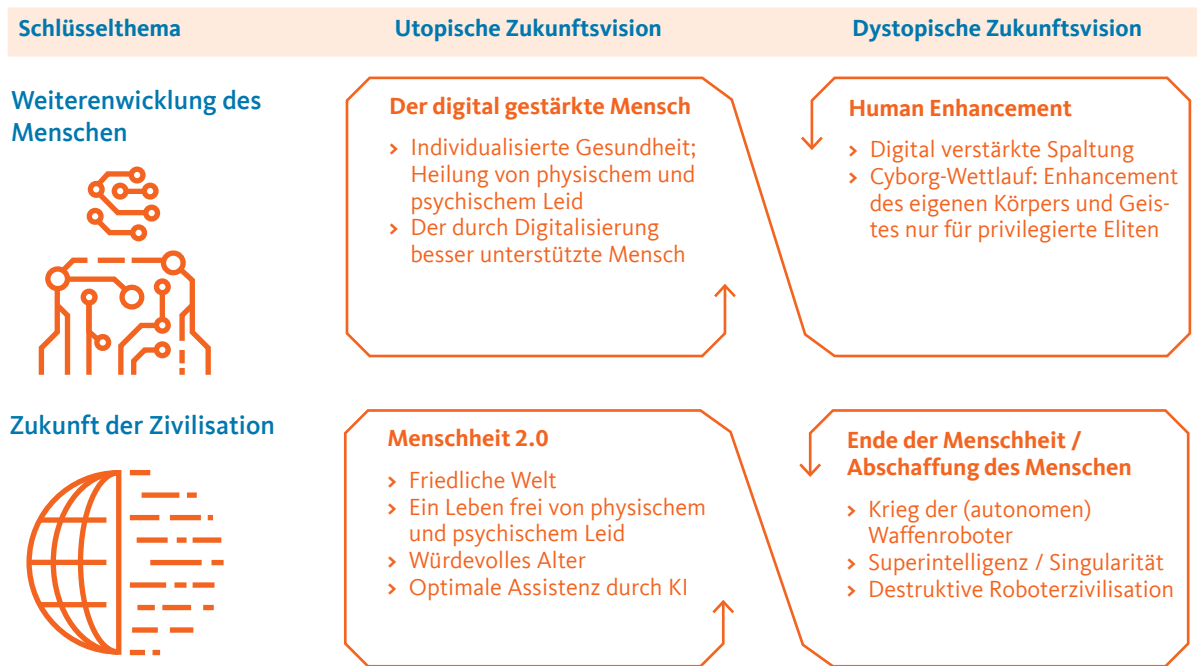 Schlüsselthema
Utopische Zukunftsvision
Dystopische Zukunftsvision
Weiterenwicklung des
Menschen
Der digital gestärkte Mensch
› Individualisierte Gesundheit;
Heilung von physischem und
psychischem Leid
› Der durch Digitalisierung
besser unterstützte Mensch
Human Enhancement
› Digital verstärkte Spaltung
› Cyborg-Wettlauf: Enhancement
des eigenen Körpers und Geis-
tes nur für privilegierte Eliten
Zukunft der Zivilisation
Menschheit 2.0
› Friedliche Welt
› Ein Leben frei von physischem
und psychischem Leid
› Würdevolles Alter
› Optimale Assistenz durch KI
Ende der Menschheit /
Abschaffung des Menschen
› Krieg der (autonomen)
Waffenroboter
› Superintelligenz / Singularität
› Destruktive Roboterzivilisation